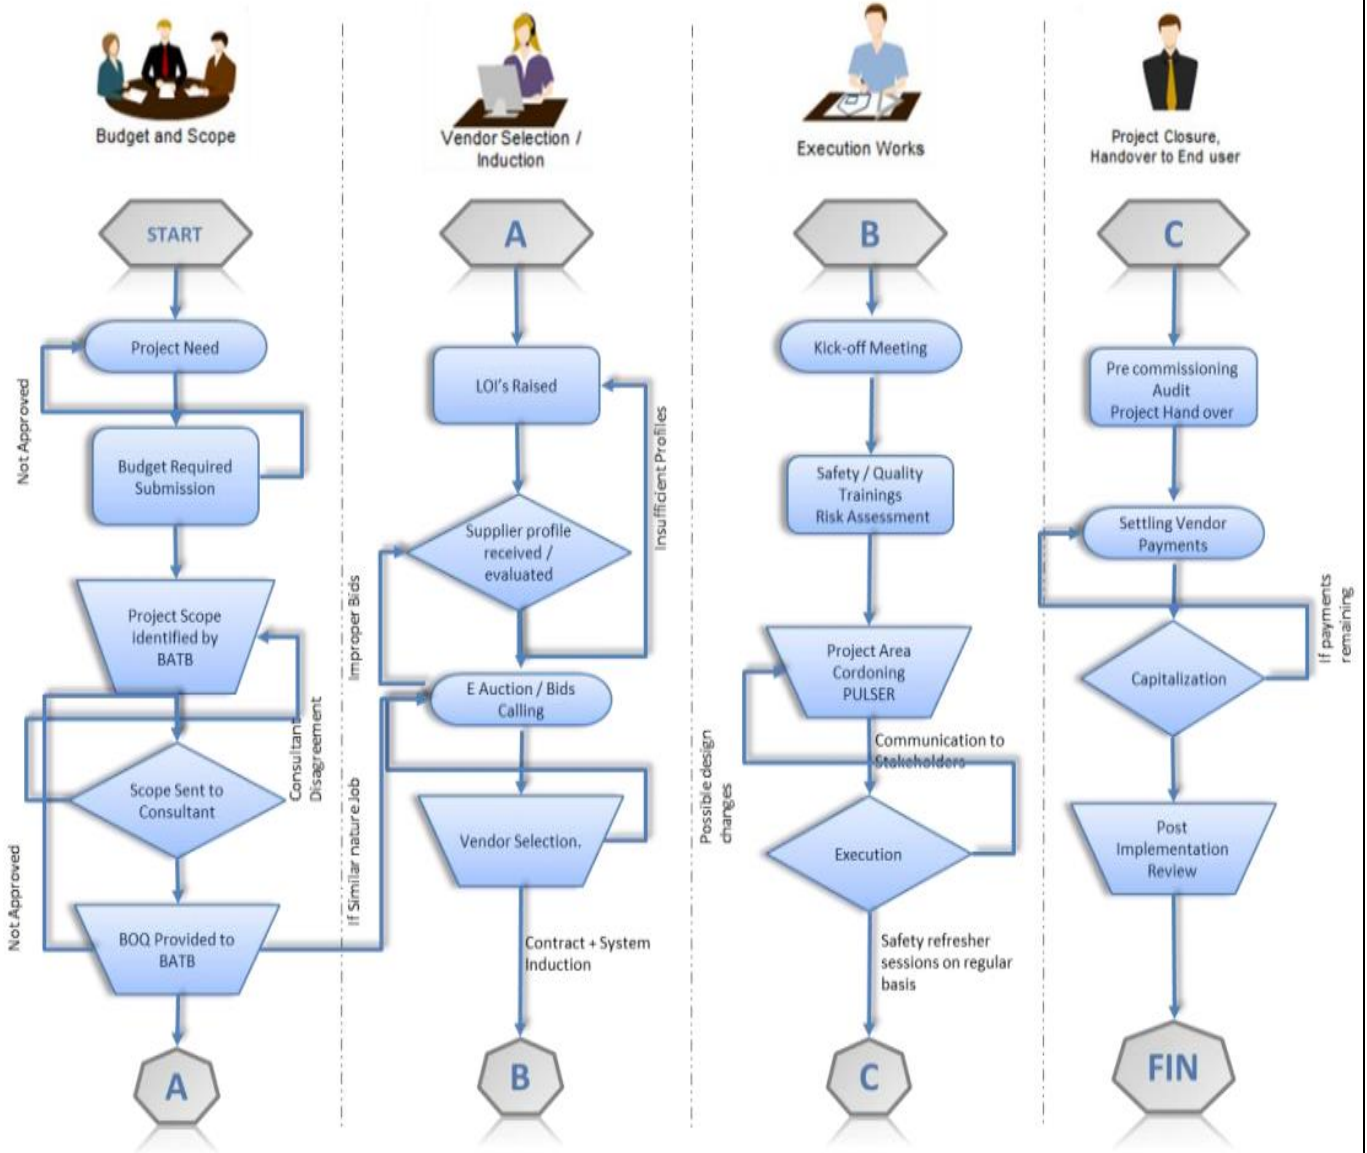 Budget and Scope
START
Project Need
Not Approved
Budget Required
Submission
Project Scope
identified by
BATB
Consultant
Disagreement
Scope Sent to
Consultant
Not Approved
BOQ Provided to
BATB
A
Vendor Selection /
Induction
A
LOI's Raised
Insufficient Profiles
Supplier profile
received /
evaluated
Improper Bids
E Auction / Bids
Calling
If Similar nature Job
Vendor Selection.
Contract + System
Induction
B
Execution Works
B
Kick-off Meeting
Safety / Quality
Trainings
Risk Assessment
Project Area
Cordoning
PULSER
Communication to
Stakeholders
Possible design
changes
Execution
Safety refresher
sessions on regular
basis
C
Project Closure,
Handover to End user
C
Pre commissioning
Audit
Project Hand over
Settling Vendor
Payments
If payments
remaining
Capitalization
Post
Implementation
Review
FIN